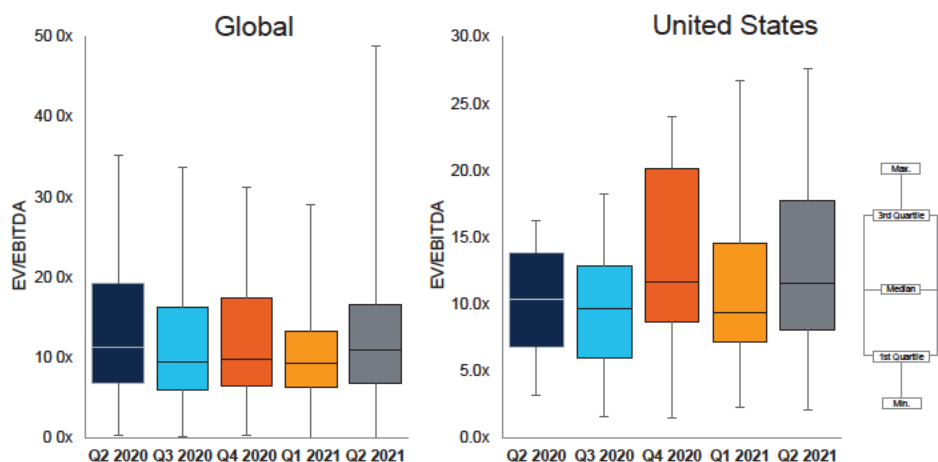 Global
50 0x
40 0x
30 0x
20 0x
10 0x
0 0x
EV/EBITDA
Q2 2020 Q3 2020 Q4 2020 Q1 2021 Q2 2021
United States
30.0x
25.0x
20.0x
15.0x
10.0x
5.0x
0.0x
EV/EBITDA
Q2 2020 Q3 2020 Q4 2020 Q1 2021 Q2 2021
Max.
3rd Quartile
Median
1st Quartile
Min.